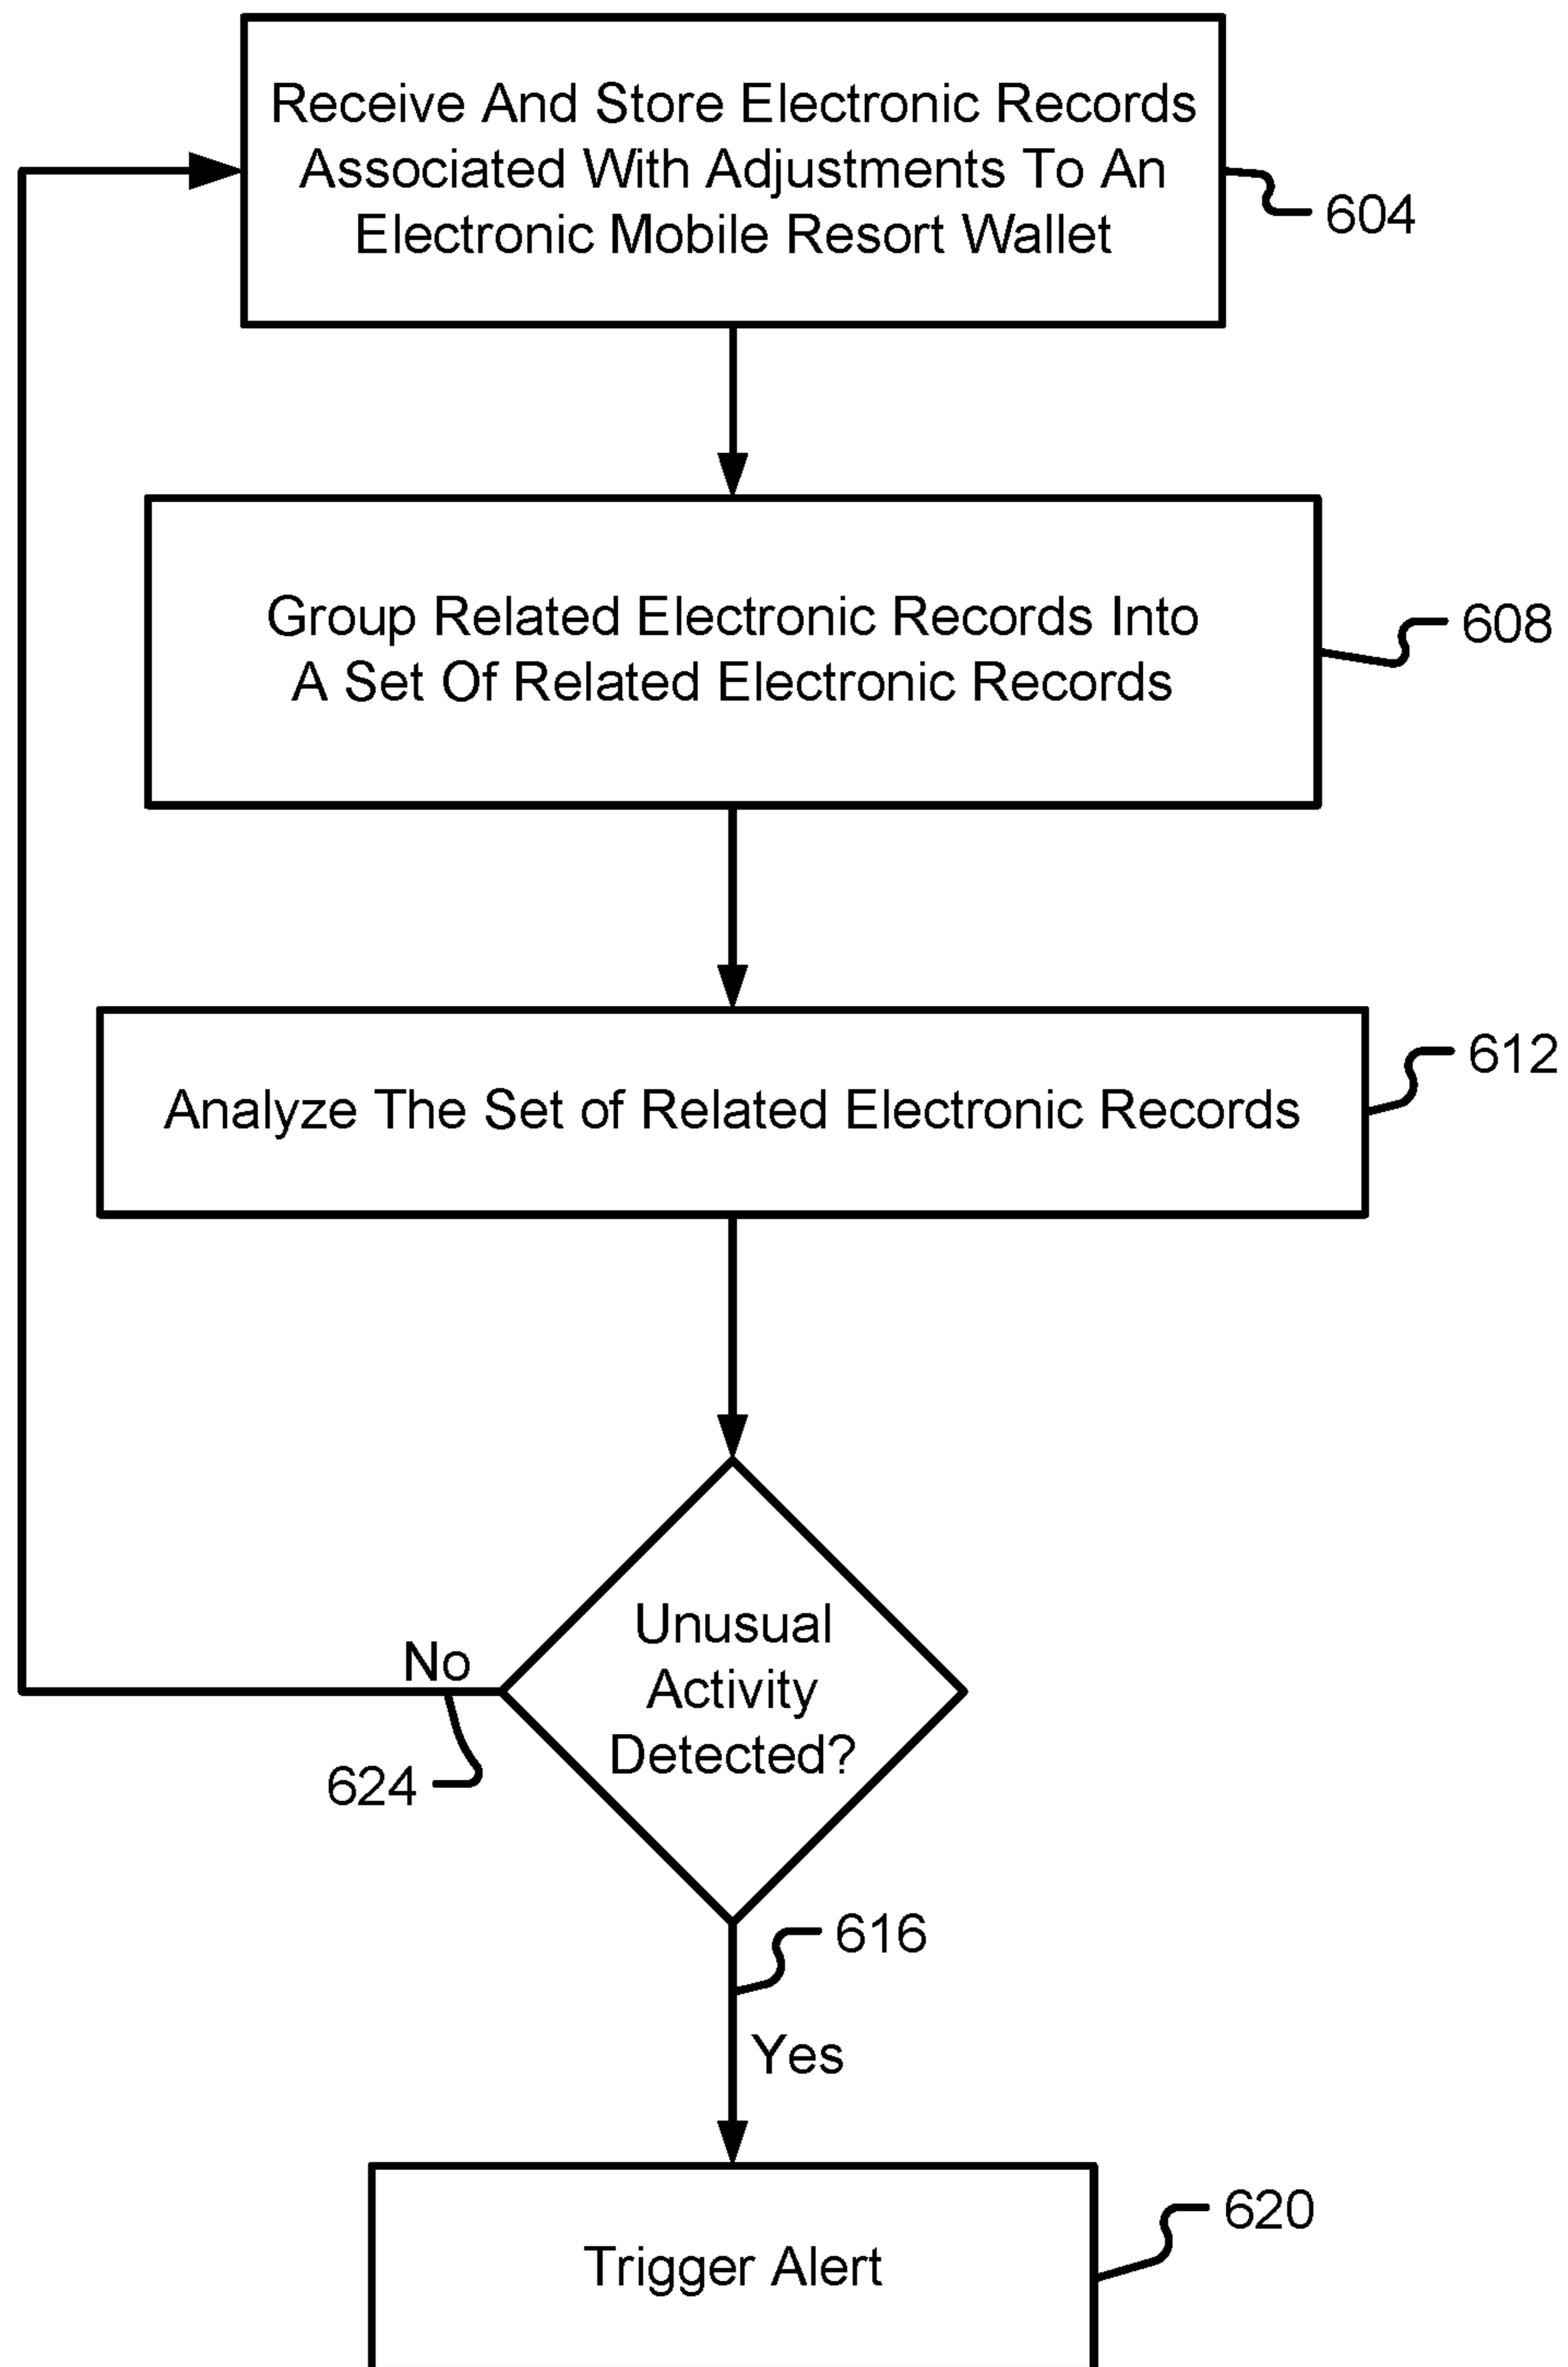 Receive And Store Electronic Records
Associated With Adjustments To An
Electronic Mobile Resort Wallet
604
Group Related Electronic Records Into
A Set Of Related Electronic Records
608
Analyze The Set of Related Electronic Records
612
Unusual
Activity
Detected?
No
624
616
Yes
Trigger Alert
620